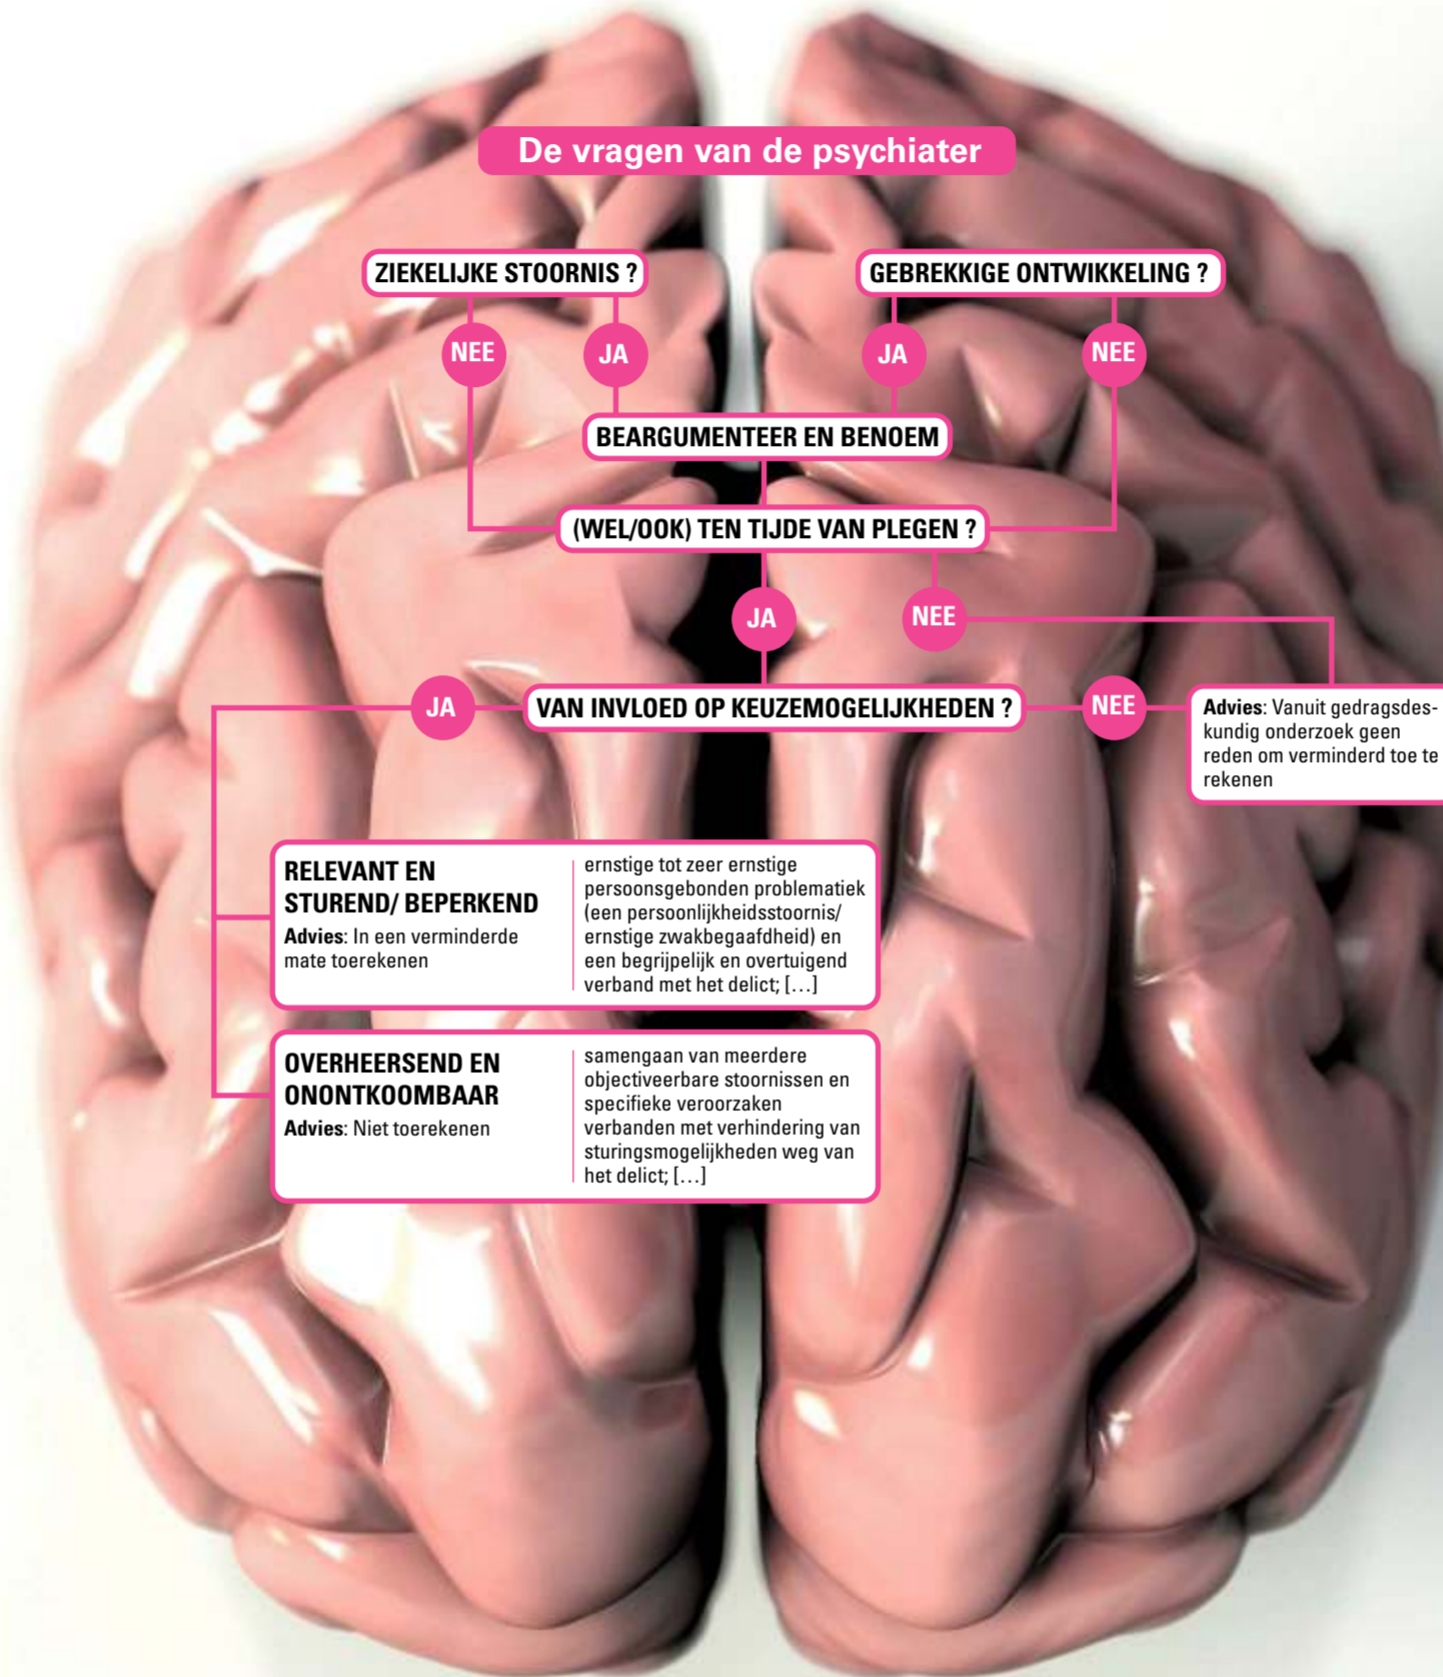 De vragen van de psychiater
ZIEKELIJKE STOORNIS ?
GEBREKKIGE ONTWIKKELING ?
NEE
JA
JA
NEE
BEARGUMENTEER EN BENOEM
(WEL/OOK) TEN TIJDE VAN PLEGEN ?
JA
NEE
JA
VAN INVLOED OP KEUZEMOGELIJKHEDEN ?
NEE
Advies: Vanuit gedragsdes-
kundig onderzoek geen
reden om verminderd toe te
rekenen
RELEVANT EN
STUREND/ BEPERKEND
Advies: In een verminderde
mate toerekenen
ernstige tot zeer ernstige
persoonsgebonden problematiek
(een persoonlijkheidsstoornis/
ernstige zwakbegaafdheid) en
een begrijpelijk en overtuigend
verband met het delict; […]
OVERHEERSEND EN
ONONTKOOMBAAR
Advies: Niet toerekenen
samengaan van meerdere
objectiveerbare stoornissen en
specifieke veroorzaken
verbanden met verhindering van
sturingsmogelijkheden weg van
het delict; […]